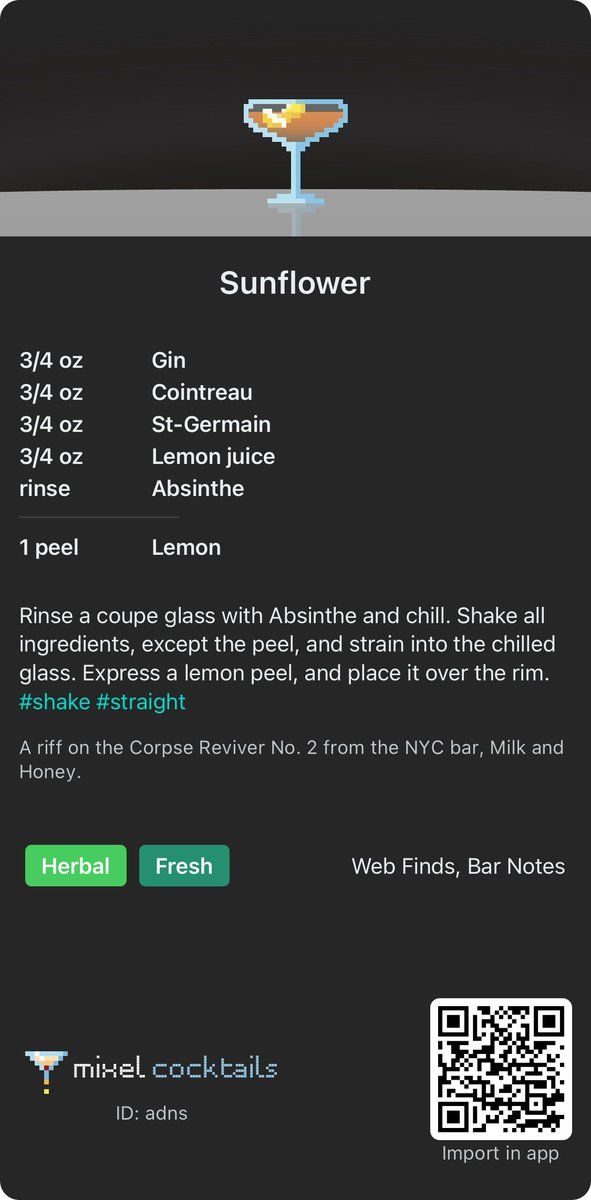 Sunflower
3/4 oz Gin
3/4 oz Cointreau
3/4 oz St-Germain
3/4 oz Lemon juice
rinse Absinthe
1 peel Lemon
Rinse a coupe glass with Absinthe and chill. Shake all
ingredients, except the peel, and strain into the chilled
glass. Express a lemon peel, and place it over the rim.
#shake #straight
A riff on the Corpse Reviver No. 2 from the NYC bar, Milk and
Honey.
Herbal Fresh Web Finds, Bar Notes
mixel cocktails
ID: adns
Import in app